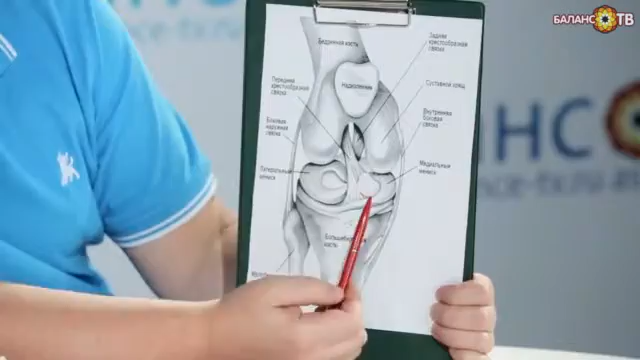 БАЛАНС ТВ
Бедренная кость
Задняя
крестообразная
связка
Передняя
крестообразная
связка
Надколенник
Суставной хрящ
Боковая
наружная
связка
Внутренняя
боковая
связка
Латеральный
мениск
Медиальный
мениск
кость